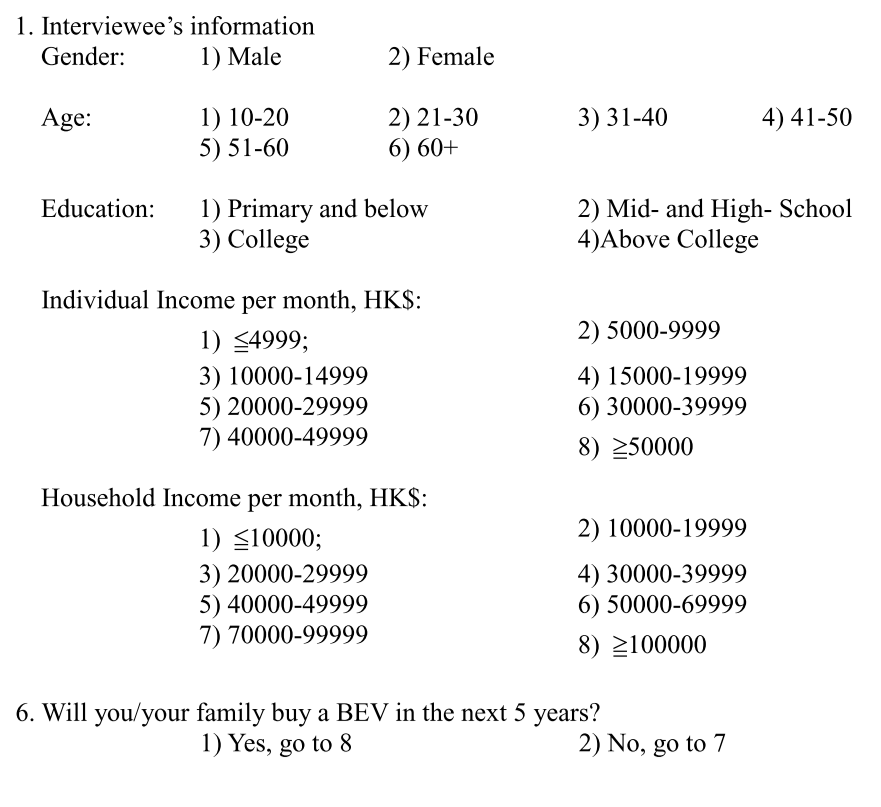 1. Interviewee’s information
Gender: 1) Male 2) Female
Age: 1) 10-20 2) 21-30 3) 31-40 4) 41-50
5) 51-60 6) 60+
Education: 1) Primary and below 2) Mid- and High- School
3) College 4)Above College
Individual Income per month, HK$:
1) ≦4999; 2) 5000-9999
3) 10000-14999 4) 15000-19999
5) 20000-29999 6) 30000-39999
7) 40000-49999 8) ≧50000
Household Income per month, HK$:
1) ≦10000; 2) 10000-19999
3) 20000-29999 4) 30000-39999
5) 40000-49999 6) 50000-69999
7) 70000-99999 8) ≧100000
6. Will you/your family buy a BEV in the next 5 years?
1) Yes, go to 8 2) No, go to 7